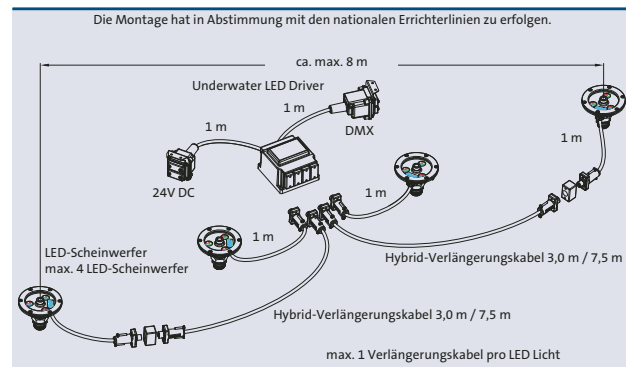 Die Montage hat in Abstimmung mit den nationalen Errichterlinien zu erfolgen.
ca. max. 8 m
Underwater LED Driver
1 m
1 m
DMX
1 m
24V DC
1 m
1 m
LED-Scheinwerfer
max. 4 LED-Scheinwerfer
Hybrid-Verlängerungskabel 3,0 m / 7,5 m
Hybrid-Verlängerungskabel 3,0 m / 7,5 m
max. 1 Verlängerungskabel pro LED Licht